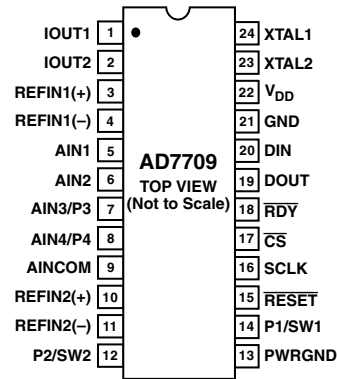 IOUT1 1 24 XTAL1
IOUT2 2 23 XTAL2
REFIN1(+) 3 22 VDD
REFIN1(–) 4 21 GND
AIN1 5 20 DIN
AIN2 6 19 DOUT
AIN3/P3 7 18 RDY
AIN4/P4 8 17 CS
AINCOM 9 16 SCLK
REFIN2(+) 10 15 RESET
REFIN2(–) 11 14 P1/SW1
P2/SW2 12 13 PWRGND
AD7709
TOP VIEW
(Not to Scale)